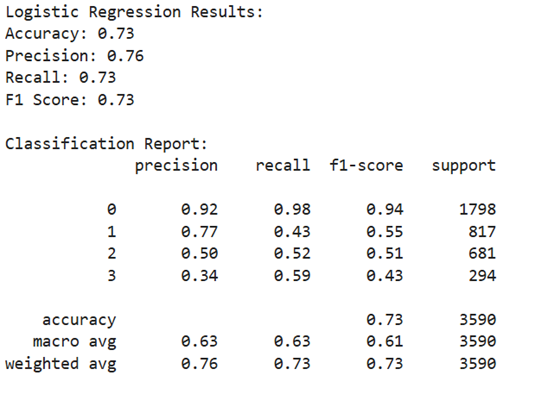 Logistic Regression Results:
Accuracy: 0.73
Precision: 0.76
Recall: 0.73
F1 Score: 0.73
Classification Report:
precision recall f1-score support
0 0.92 0.98 0.94 1798
1 0.77 0.43 0.55 817
2 0.50 0.52 0.51 681
3 0.34 0.59 0.43 294
accuracy 0.73 3590
macro avg 0.63 0.63 0.61 3590
weighted avg 0.76 0.73 0.73 3590